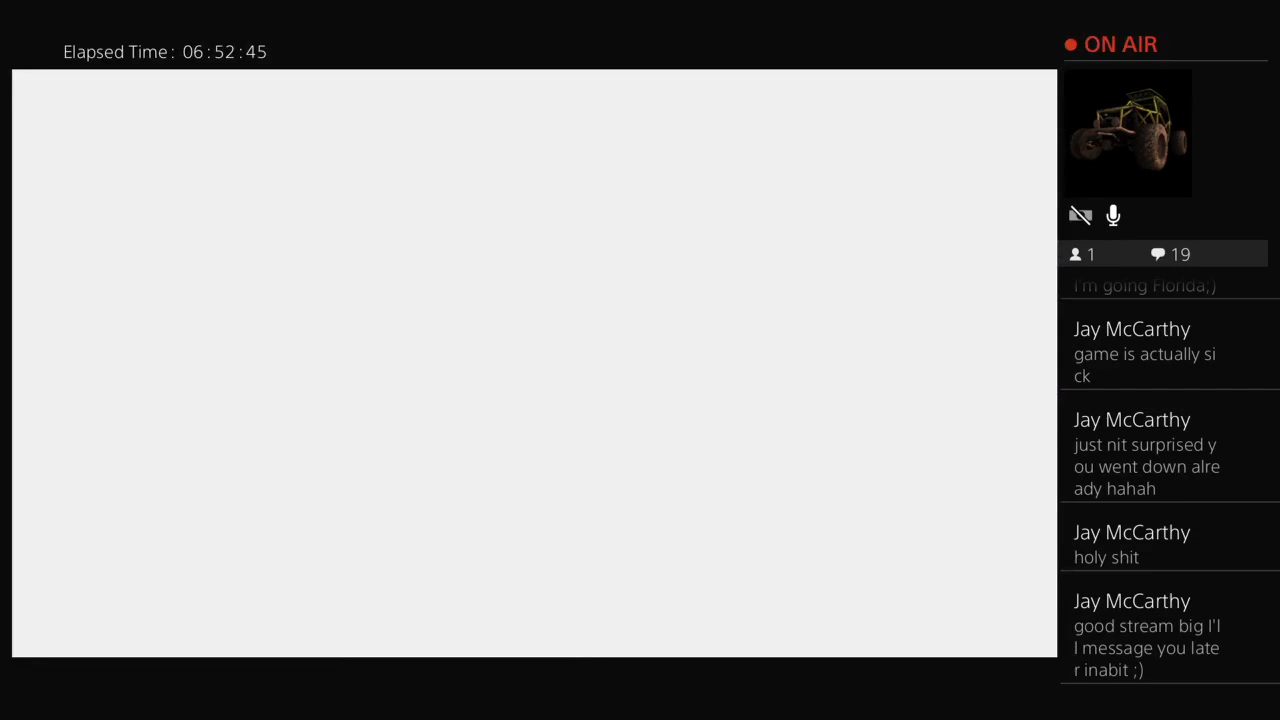 Elapsed Time: 06:52:45
ON AIR
1 19
I'm going Florida;)
Jay McCarthy
game is actually si
ck
Jay McCarthy
just nit surprised y
ou went down alre
ady hahah
Jay McCarthy
holy shit
Jay McCarthy
good stream big I'l
l message you late
r inabit ;)